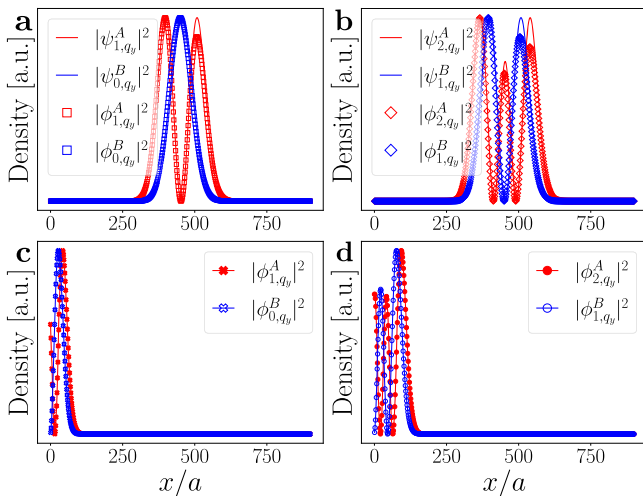 a
Density [a.u.]
|ψ^A_{1,q_y}|^2
|ψ^B_{0,q_y}|^2
|ϕ^A_{1,q_y}|^2
|ϕ^B_{0,q_y}|^2
0 250 500 750
b
Density [a.u.]
|ψ^A_{2,q_y}|^2
|ψ^B_{1,q_y}|^2
|ϕ^A_{2,q_y}|^2
|ϕ^B_{1,q_y}|^2
0 250 500 750
c
Density [a.u.]
|ϕ^A_{1,q_y}|^2
|ϕ^B_{0,q_y}|^2
0 250 500 750
x/a
d
Density [a.u.]
|ϕ^A_{2,q_y}|^2
|ϕ^B_{1,q_y}|^2
0 250 500 750
x/a